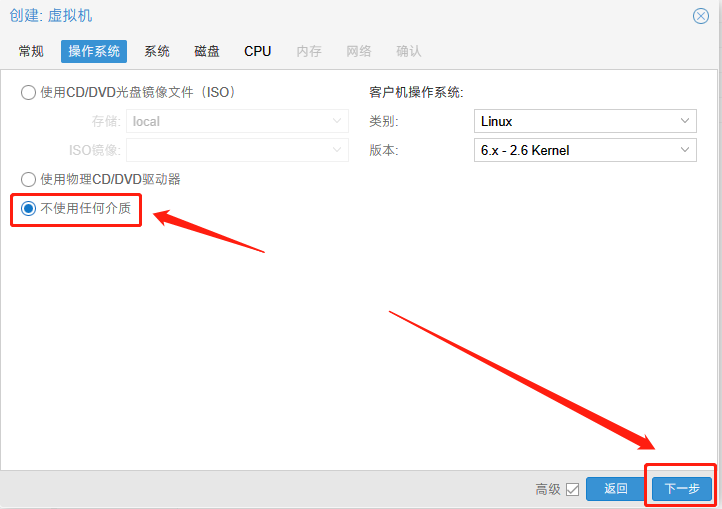 创建: 虚拟机
常规 操作系统 系统 磁盘 CPU 内存 网络 确认
使用CD/DVD光盘镜像文件（ISO） 客户机操作系统:
存储: local 类别: Linux
ISO镜像: 版本: 6.x - 2.6 Kernel
使用物理CD/DVD驱动器
不使用任何介质
高级 返回 下一步